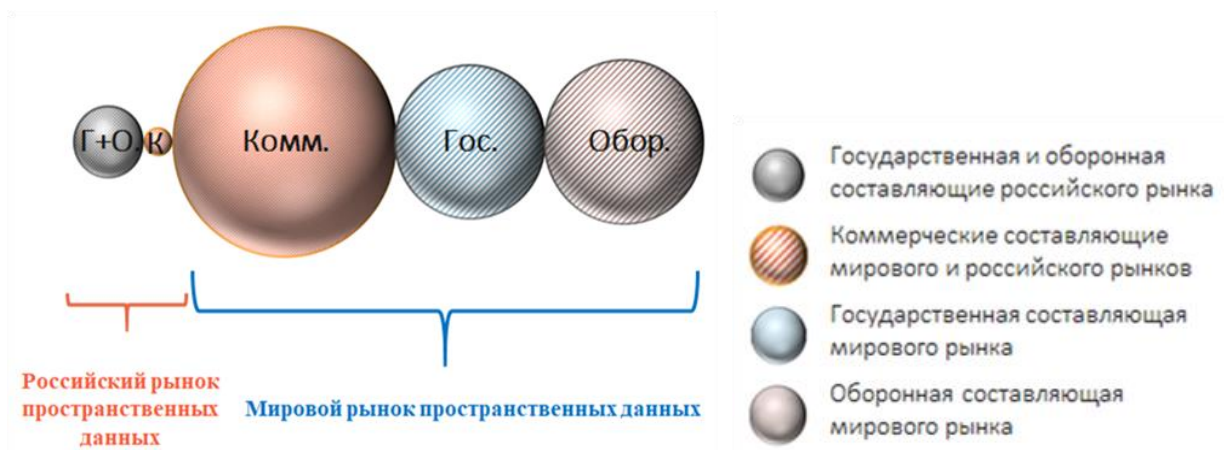 Г+О.
К
Комм.
Гос.
Обор.
Российский рынок
пространственных
данных
Мировой рынок пространственных данных
Государственная и оборонная
составляющие российского рынка
Коммерческие составляющие
мирового и российского рынков
Государственная составляющая
мирового рынка
Оборонная составляющая
мирового рынка